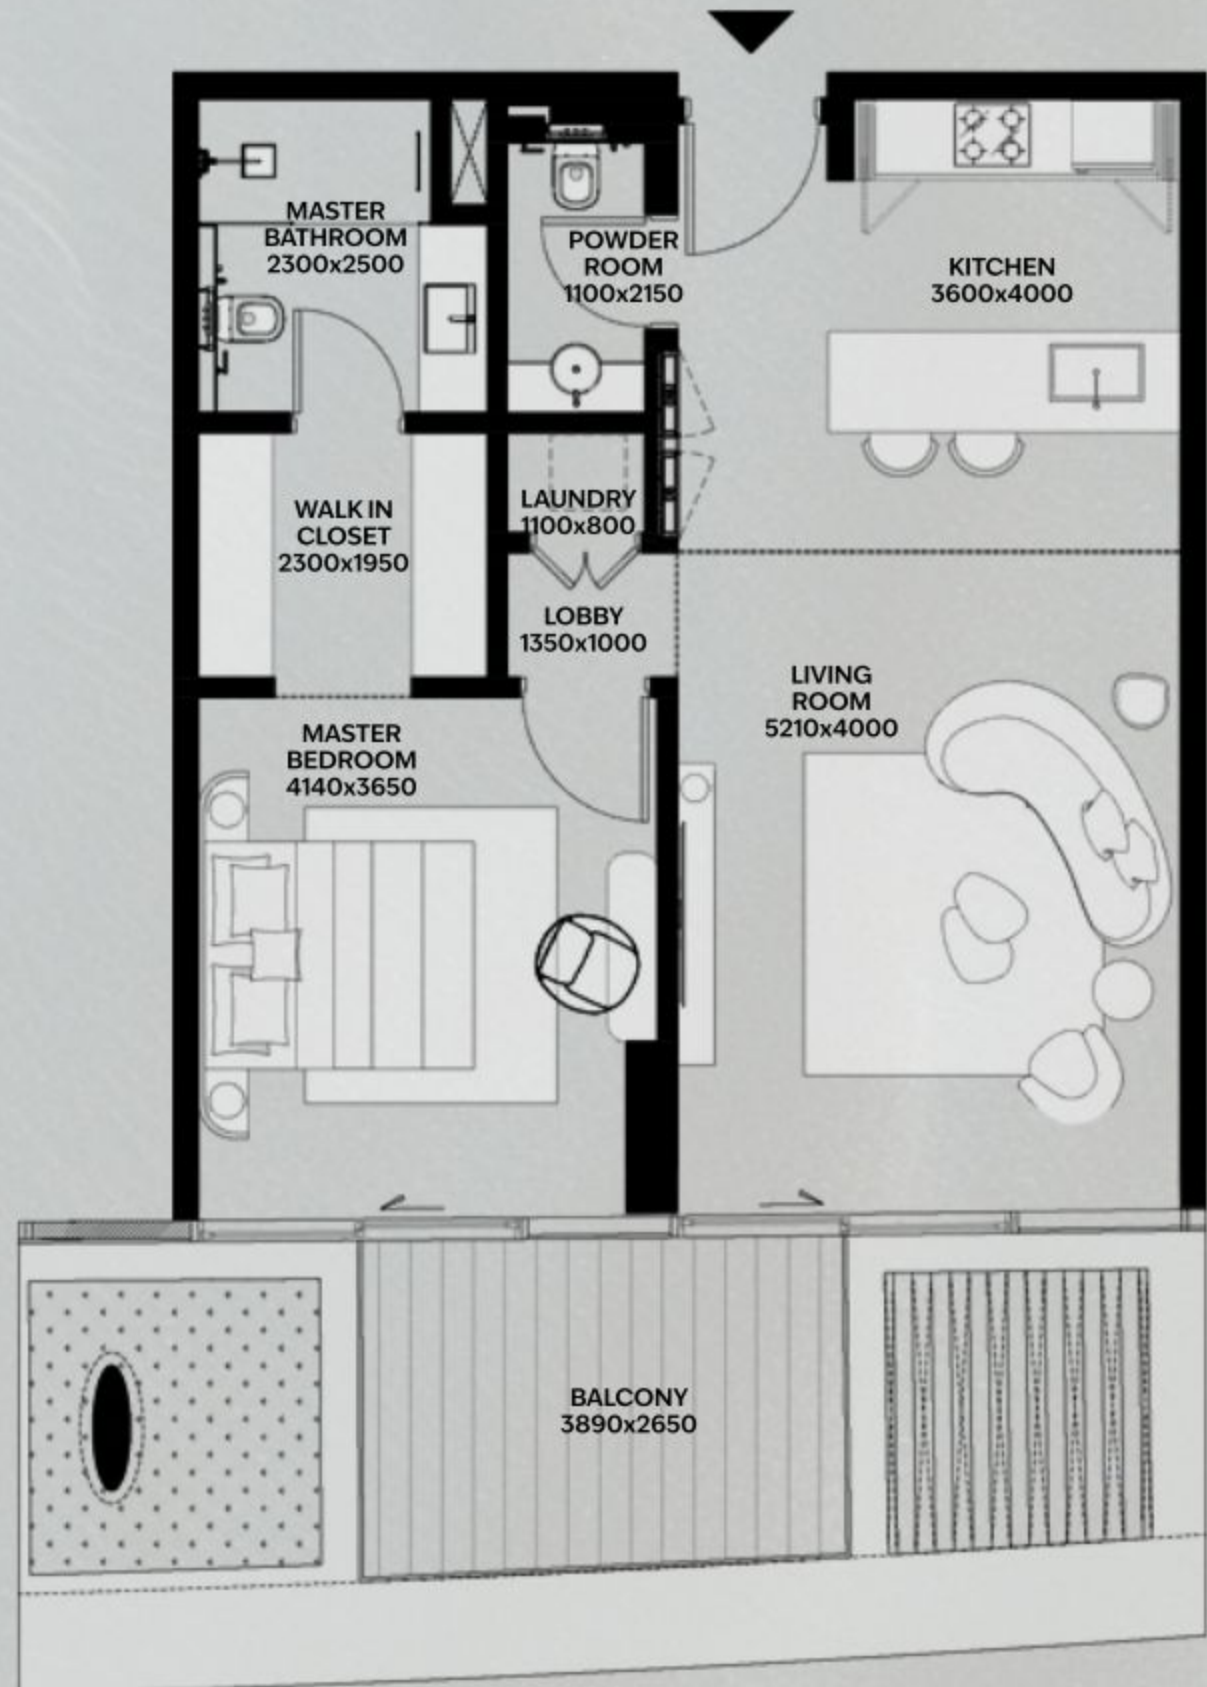 MASTER
BATHROOM
2300x2500
POWDER
ROOM
1100x2150
KITCHEN
3600x4000
WALK IN
CLOSET
2300x1950
LAUNDRY
1100x800
LOBBY
1350x1000
LIVING
ROOM
5210x4000
MASTER
BEDROOM
4140x3650
BALCONY
3890x2650